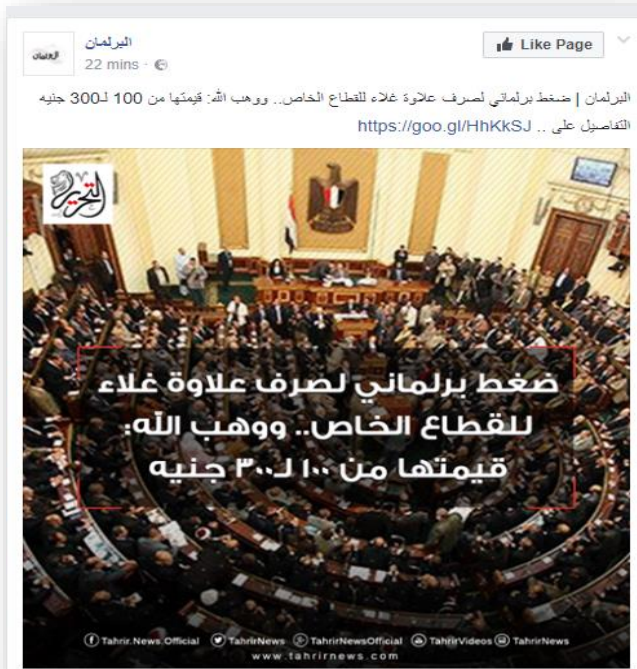 البرلمان
22 mins ·
Like Page
البرلمان | ضغط برلماني لصرف علاوة غلاء للقطاع الخاص.. ووهب الله: قيمتها من 100 لـ300 جنيه
التفاصيل على .. https://goo.gl/HhKkSJ
التحرير
ضغط برلماني لصرف علاوة غلاء
للقطاع الخاص.. ووهب الله:
قيمتها من ١٠٠ لـ٣٠٠ جنيه
Tahrir.News.Official TahrirNews TahrirNewsOfficial TahrirVideos TahrirNews
www.tahrirnews.com